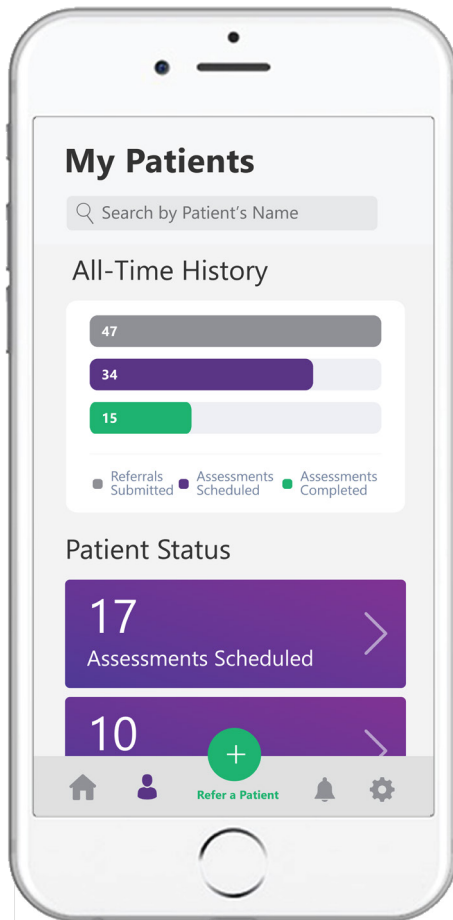 My Patients
Search by Patient's Name
All-Time History
47
34
15
Referrals Submitted
Assessments Scheduled
Assessments Completed
Patient Status
17
Assessments Scheduled
10
+
Refer a Patient